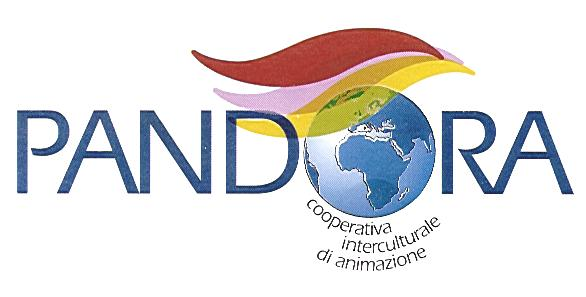 PANDORA
cooperativa
interculturale
di animazione